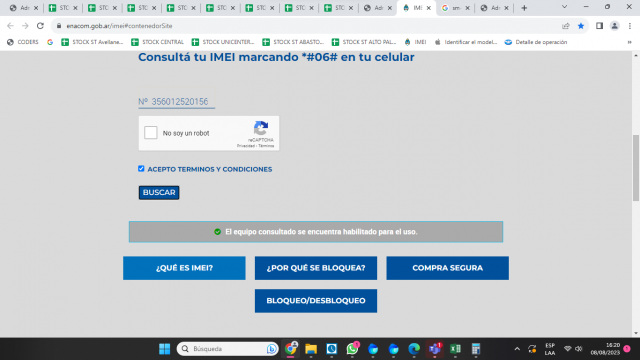 Adr
STC
STC
STC
STC
STC
STC
STC
STC
Adr
IME
sm
Adr
enacom.gob.ar/imei#contenedorSite
CODERS
G
STOCK ST Avellane...
STOCK CENTRAL
STOCK UNICENTER...
STOCK ST ABASTO...
STOCK ST ALTO PAL...
IMEI
Identificar el model...
Detalle de operación
Consultá tu IMEI marcando *#06# en tu celular
Nº 356012520156
No soy un robot
reCAPTCHA
Privacidad - Términos
ACEPTO TERMINOS Y CONDICIONES
BUSCAR
El equipo consultado se encuentra habilitado para el uso.
¿QUÉ ES IMEI?
¿POR QUÉ SE BLOQUEA?
COMPRA SEGURA
BLOQUEO/DESBLOQUEO
Búsqueda
ESP
LAA
16:20
08/08/2023